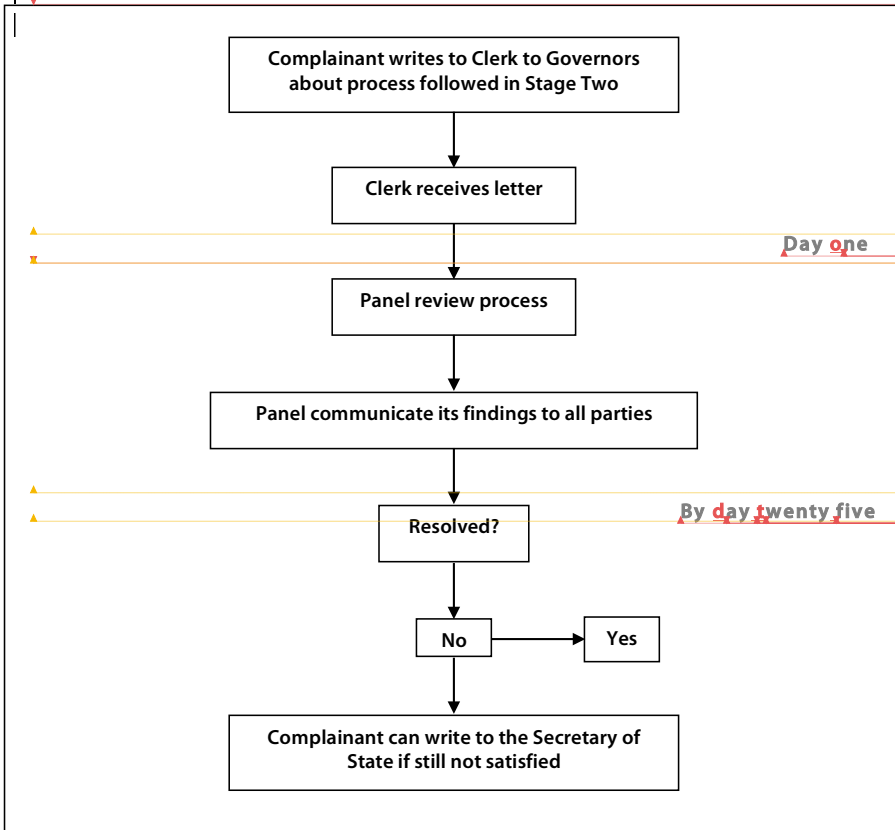 Complainant writes to Clerk to Governors
about process followed in Stage Two
Clerk receives letter
Day one
Panel review process
Panel communicate its findings to all parties
By day twenty five
Resolved?
No
Yes
Complainant can write to the Secretary of
State if still not satisfied